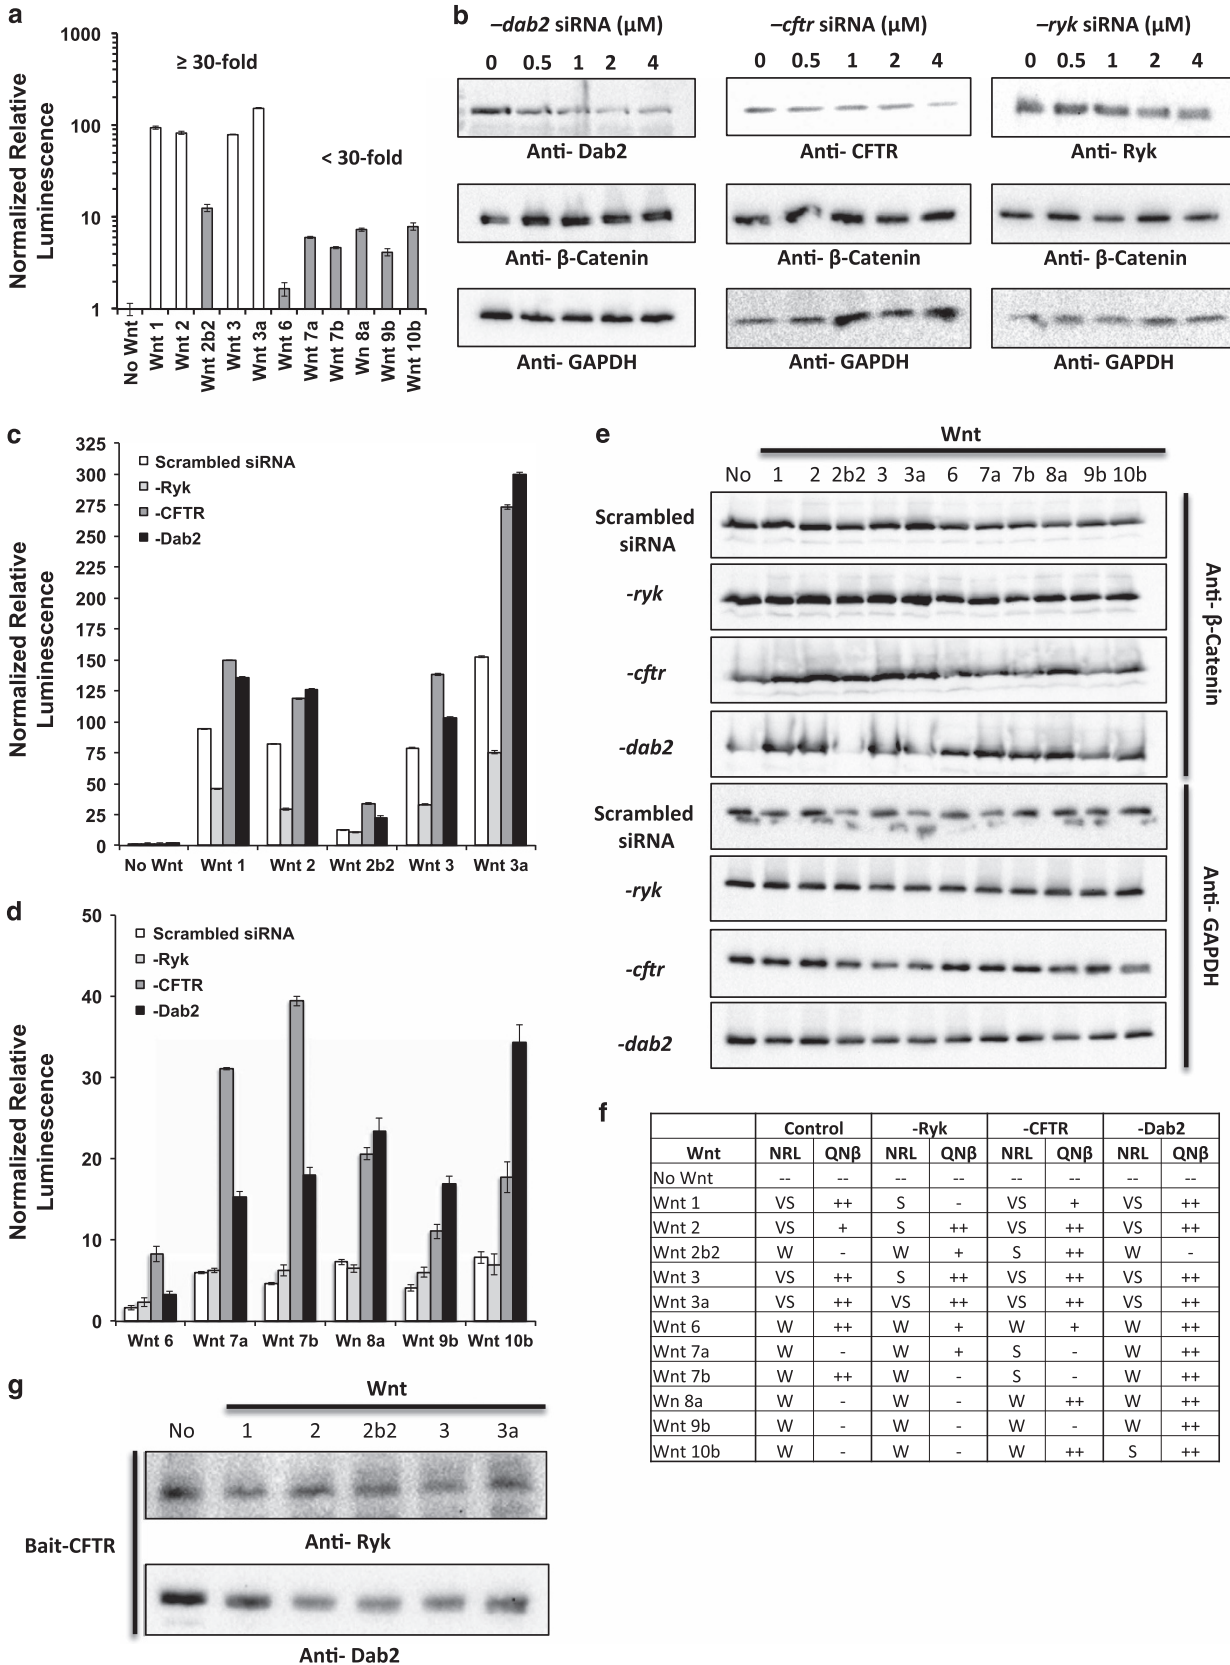 a
1000
100
10
1
Normalized Relative
Luminescence
≥ 30-fold
< 30-fold
No Wnt
Wnt 1
Wnt 2
Wnt 2b2
Wnt 3
Wnt 3a
Wnt 6
Wnt 7a
Wnt 7b
Wn 8a
Wnt 9b
Wnt 10b
b
–dab2 siRNA (μM)
0 0.5 1 2 4
Anti- Dab2
Anti- β-Catenin
Anti- GAPDH
–cftr siRNA (μM)
0 0.5 1 2 4
Anti- CFTR
Anti- β-Catenin
Anti- GAPDH
–ryk siRNA (μM)
0 0.5 1 2 4
Anti- Ryk
Anti- β-Catenin
Anti- GAPDH
c
325
300
275
250
225
200
175
150
125
100
75
50
25
0
Normalized Relative
Luminescence
Scrambled siRNA
-Ryk
-CFTR
-Dab2
No Wnt Wnt 1 Wnt 2 Wnt 2b2 Wnt 3 Wnt 3a
d
50
40
30
20
10
0
Normalized Relative
Luminescence
Scrambled siRNA
-Ryk
-CFTR
-Dab2
Wnt 6 Wnt 7a Wnt 7b Wn 8a Wnt 9b Wnt 10b
e
Wnt
No 1 2 2b2 3 3a 6 7a 7b 8a 9b 10b
Scrambled
siRNA
-ryk
-cftr
-dab2
Anti- β-Catenin
Scrambled
siRNA
-ryk
-cftr
-dab2
Anti- GAPDH
f
Control -Ryk -CFTR -Dab2
Wnt NRL QNβ NRL QNβ NRL QNβ NRL QNβ
No Wnt -- -- -- -- -- -- -- --
Wnt 1 VS ++ S - VS + VS ++
Wnt 2 VS + S ++ VS ++ VS ++
Wnt 2b2 W - W + S ++ W -
Wnt 3 VS ++ S ++ VS ++ VS ++
Wnt 3a VS ++ VS ++ VS ++ VS ++
Wnt 6 W ++ W + W + W ++
Wnt 7a W - W + S - W ++
Wnt 7b W ++ W - S - W ++
Wn 8a W - W - W ++ W ++
Wnt 9b W - W - W - W ++
Wnt 10b W - W - W ++ S ++
g
Wnt
No 1 2 2b2 3 3a
Bait-CFTR
Anti- Ryk
Anti- Dab2